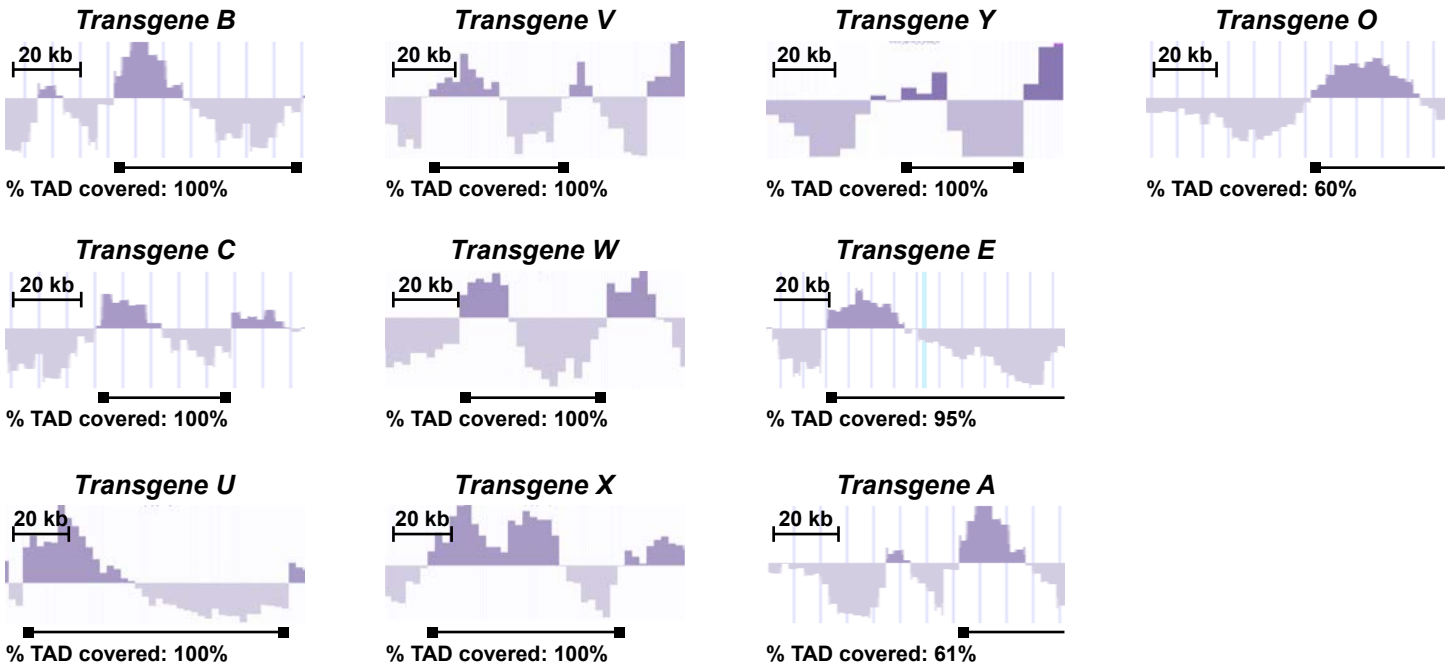 Transgene B
20 kb
% TAD covered: 100%
Transgene V
20 kb
% TAD covered: 100%
Transgene Y
20 kb
% TAD covered: 100%
Transgene O
20 kb
% TAD covered: 60%
Transgene C
20 kb
% TAD covered: 100%
Transgene W
20 kb
% TAD covered: 100%
Transgene E
20 kb
% TAD covered: 95%
Transgene U
20 kb
% TAD covered: 100%
Transgene X
20 kb
% TAD covered: 100%
Transgene A
20 kb
% TAD covered: 61%